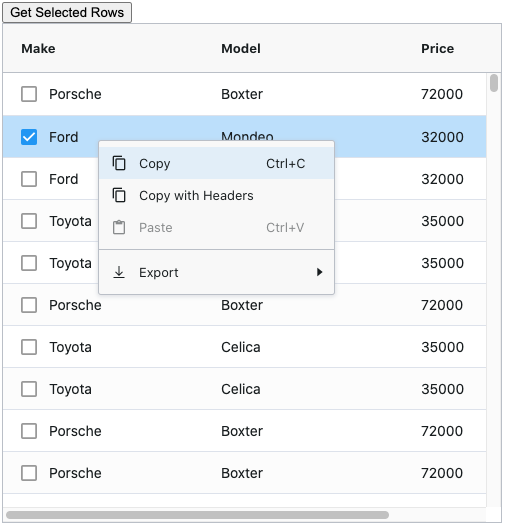 Get Selected Rows
Make Model Price
Porsche Boxter 72000
Ford Mondeo 32000
Ford 32000
Toyota 35000
Toyota 35000
Porsche Boxter 72000
Toyota Celica 35000
Toyota Celica 35000
Porsche Boxter 72000
Porsche Boxter 72000
Copy Ctrl+C
Copy with Headers
Paste Ctrl+V
Export